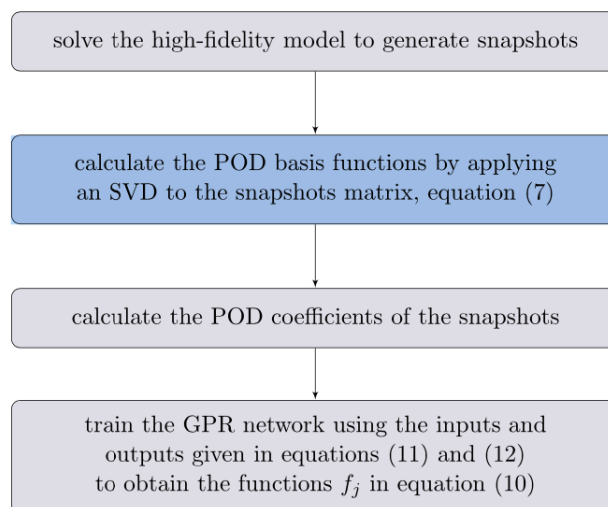 solve the high-fidelity model to generate snapshots
calculate the POD basis functions by applying
an SVD to the snapshots matrix, equation (7)
calculate the POD coefficients of the snapshots
train the GPR network using the inputs and
outputs given in equations (11) and (12)
to obtain the functions f_j in equation (10)